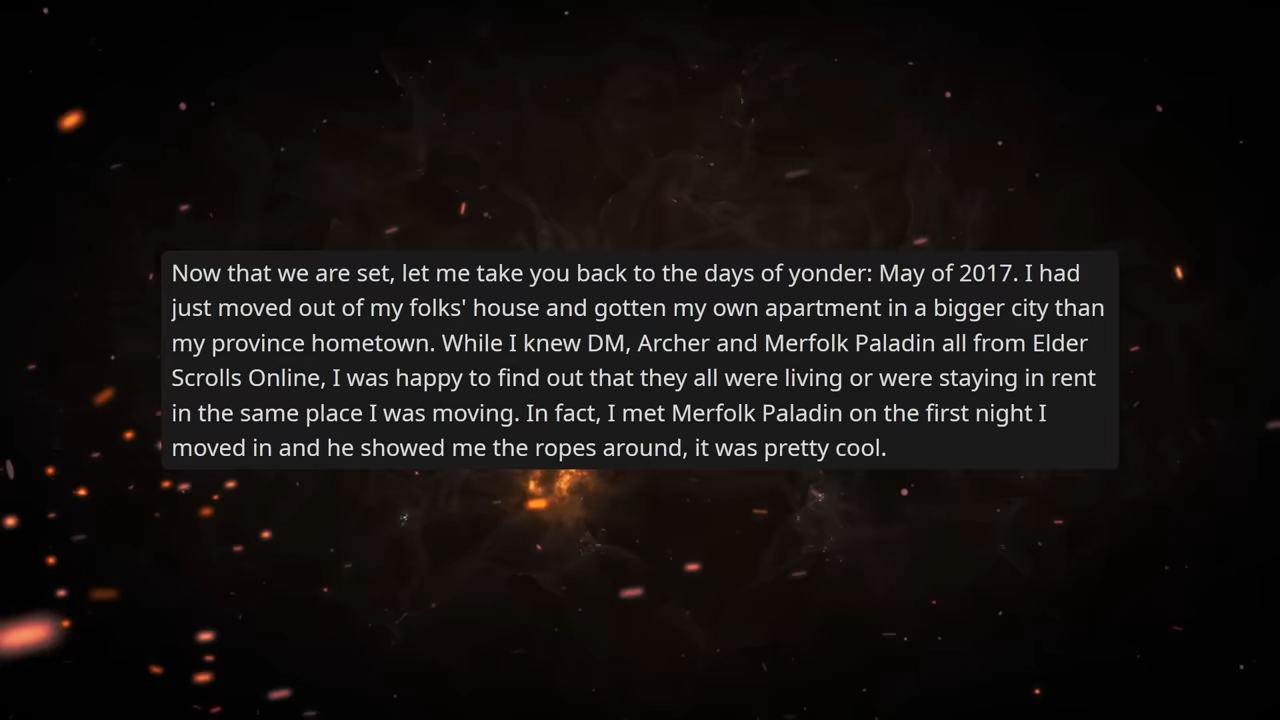 Now that we are set, let me take you back to the days of yonder: May of 2017. I had
just moved out of my folks' house and gotten my own apartment in a bigger city than
my province hometown. While I knew DM, Archer and Merfolk Paladin all from Elder
Scrolls Online, I was happy to find out that they all were living or were staying in rent
in the same place I was moving. In fact, I met Merfolk Paladin on the first night I
moved in and he showed me the ropes around, it was pretty cool.